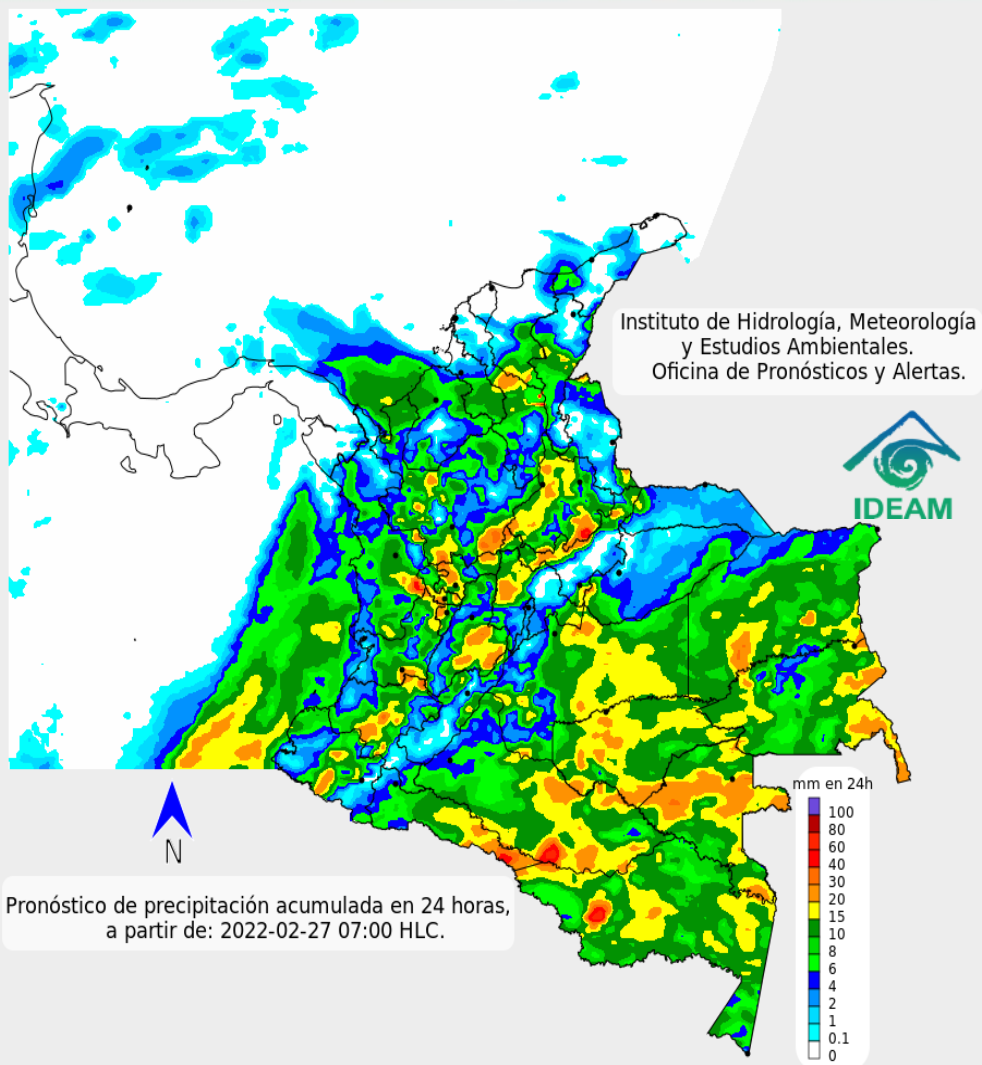 Instituto de Hidrología, Meteorología
y Estudios Ambientales.
Oficina de Pronósticos y Alertas.
IDEAM
mm en 24h
100
80
60
40
30
20
15
10
8
6
4
2
1
0.1
0
N
Pronóstico de precipitación acumulada en 24 horas,
a partir de: 2022-02-27 07:00 HLC.